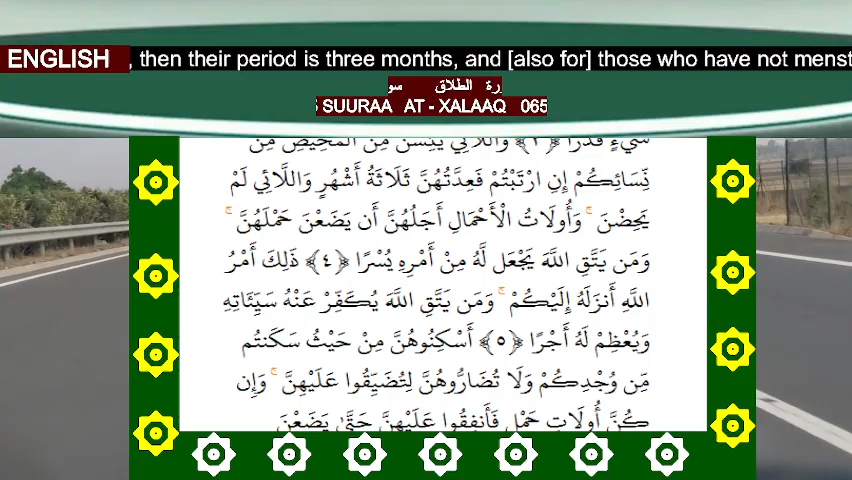 ENGLISH , then their period is three months, and [also for] those who have not menst
رة الطلاق سو
SUURAA AT - XALAAQ 065
شَيْءٍ قَدْرًا ﴿٣﴾ وَاللَّائِي يَئِسْنَ مِنَ الْمَحِيضِ مِن
نِّسَائِكُمْ إِنِ ارْتَبْتُمْ فَعِدَّتُهُنَّ ثَلَاثَةُ أَشْهُرٍ وَاللَّائِي لَمْ
يَحِضْنَ ۚ وَأُولَاتُ الْأَحْمَالِ أَجَلُهُنَّ أَن يَضَعْنَ حَمْلَهُنَّ ۚ
وَمَن يَتَّقِ اللَّهَ يَجْعَل لَّهُ مِنْ أَمْرِهِ يُسْرًا ﴿٤﴾ ذَٰلِكَ أَمْرُ
اللَّهِ أَنزَلَهُ إِلَيْكُمْ ۚ وَمَن يَتَّقِ اللَّهَ يُكَفِّرْ عَنْهُ سَيِّئَاتِهِ
وَيُعْظِمْ لَهُ أَجْرًا ﴿٥﴾ أَسْكِنُوهُنَّ مِنْ حَيْثُ سَكَنتُم
مِّن وُجْدِكُمْ وَلَا تُضَارُّوهُنَّ لِتُضَيِّقُوا عَلَيْهِنَّ ۚ وَإِن
كُنَّ أُولَاتِ حَمْلٍ فَأَنفِقُوا عَلَيْهِنَّ حَتَّىٰ يَضَعْنَ